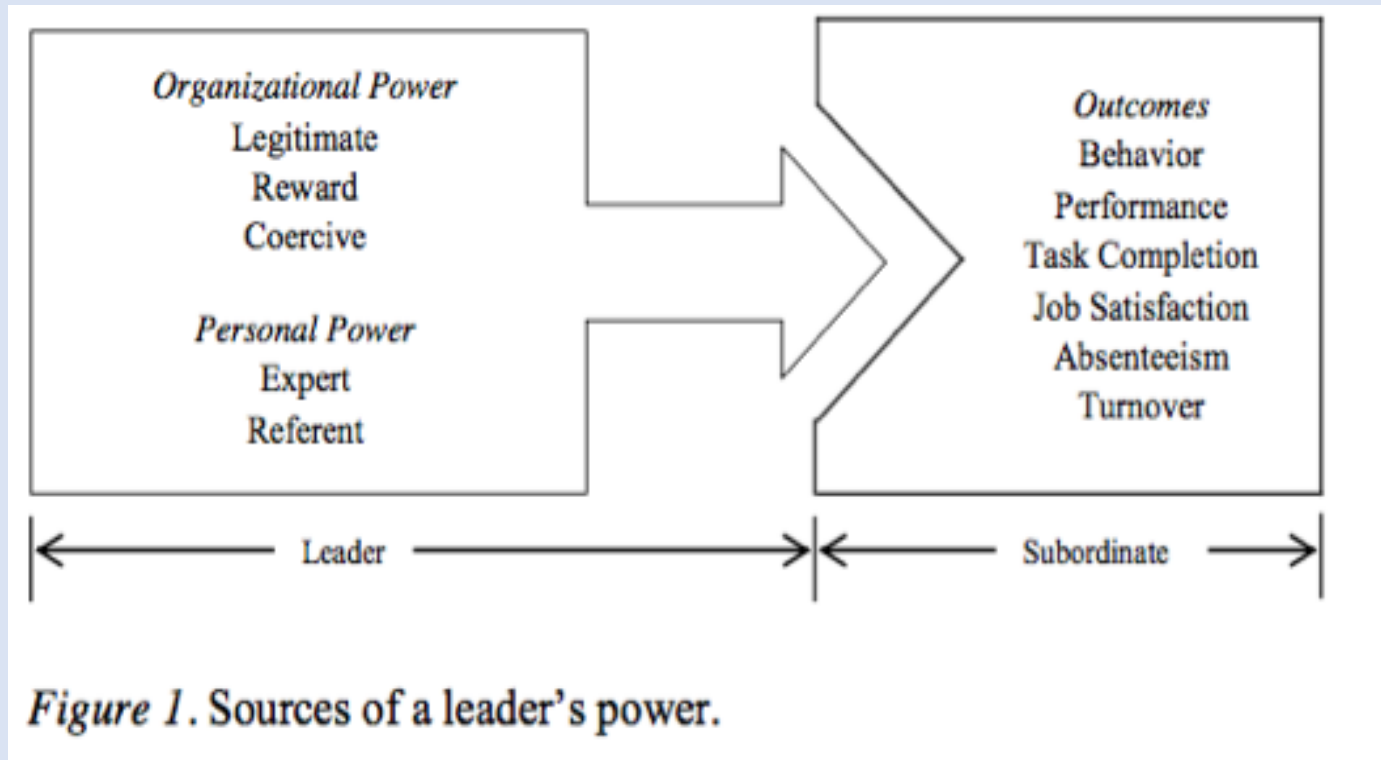 Organizational Power
Legitimate
Reward
Coercive
Personal Power
Expert
Referent
Outcomes
Behavior
Performance
Task Completion
Job Satisfaction
Absenteeism
Turnover
Leader
Subordinate
Figure 1. Sources of a leader’s power.